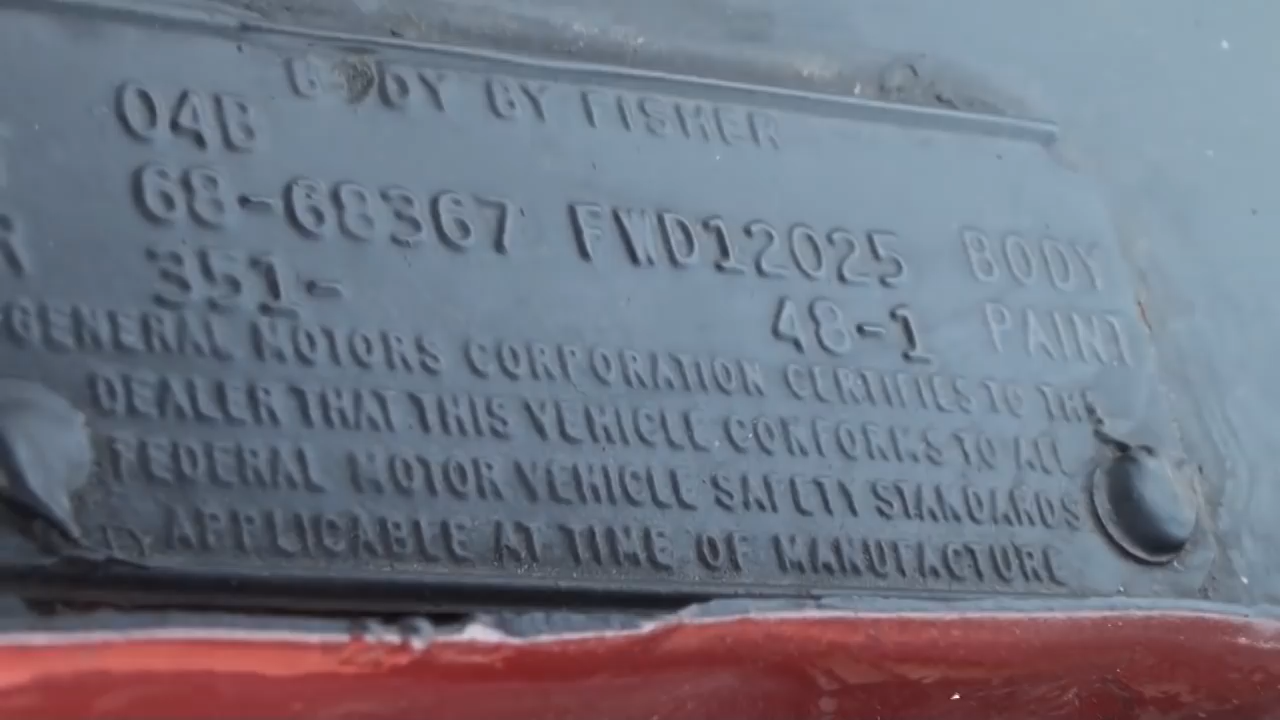 BODY BY FISHER
04B
68-68367 FWD12025 BODY
351- 48-1 PAINT
GENERAL MOTORS CORPORATION CERTIFIES TO THE
DEALER THAT THIS VEHICLE CONFORMS TO ALL
FEDERAL MOTOR VEHICLE SAFETY STANDARDS
APPLICABLE AT TIME OF MANUFACTURE